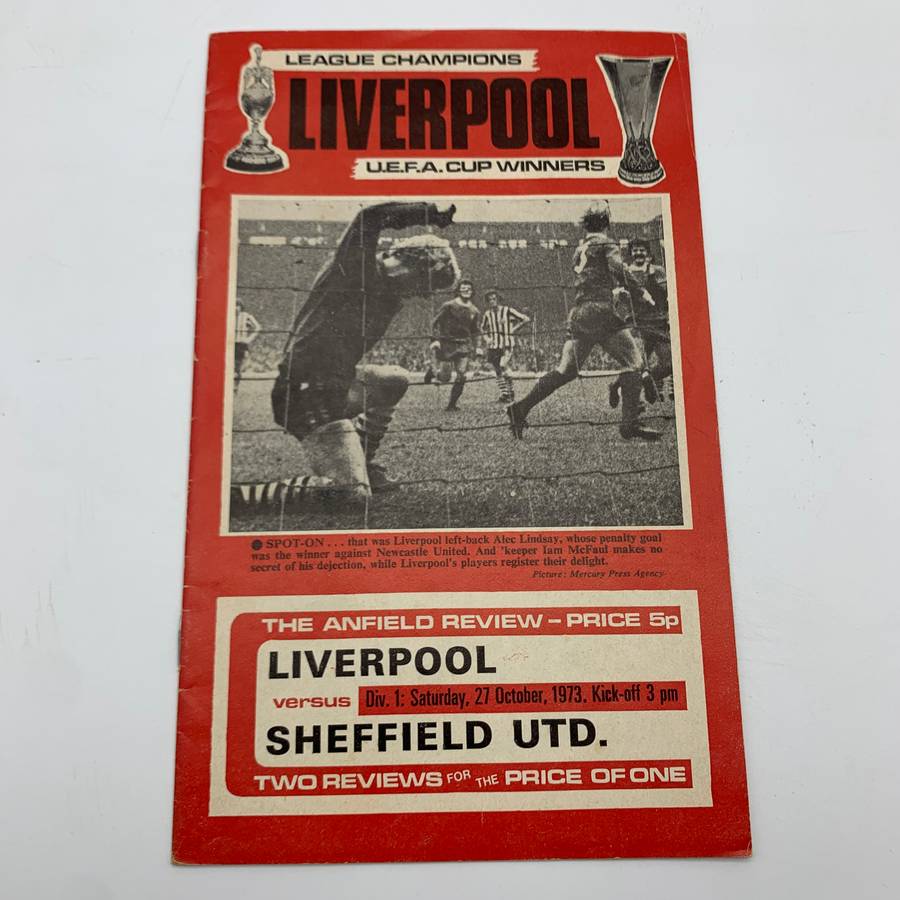 LEAGUE CHAMPIONS
LIVERPOOL
U.E.F.A. CUP WINNERS
● SPOT-ON . . . that was Liverpool left-back Alec Lindsay, whose penalty goal
was the winner against Newcastle United. And 'keeper Iam McFaul makes no
secret of his dejection, while Liverpool's players register their delight.
Picture: Mercury Press Agency
THE ANFIELD REVIEW – PRICE 5p
LIVERPOOL
versus Div. 1: Saturday, 27 October, 1973. Kick-off 3 pm
SHEFFIELD UTD.
TWO REVIEWS FOR THE PRICE OF ONE